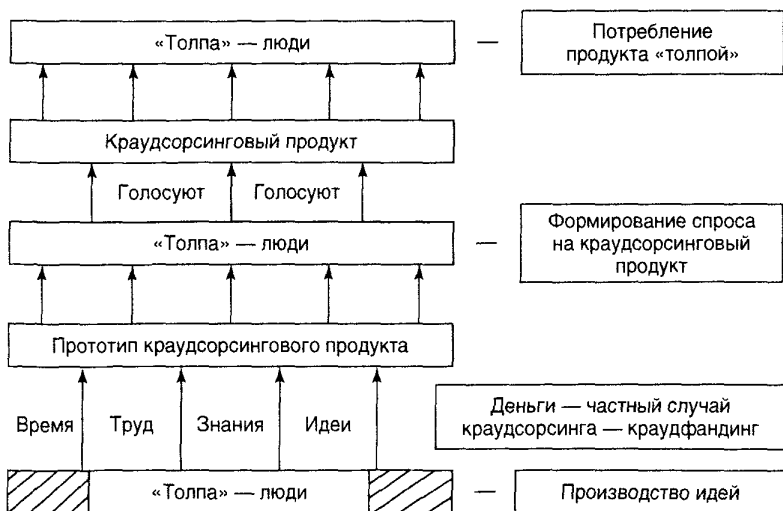 «Толпа» — люди
—
Потребление
продукта «толпой»
Краудсорсинговый продукт
Голосуют Голосуют
«Толпа» — люди
—
Формирование спроса
на краудсорсинговый
продукт
Прототип краудсорсингового продукта
Время Труд Знания Идеи
Деньги — частный случай
краудсорсинга — краудфандинг
«Толпа» — люди
—
Производство идей